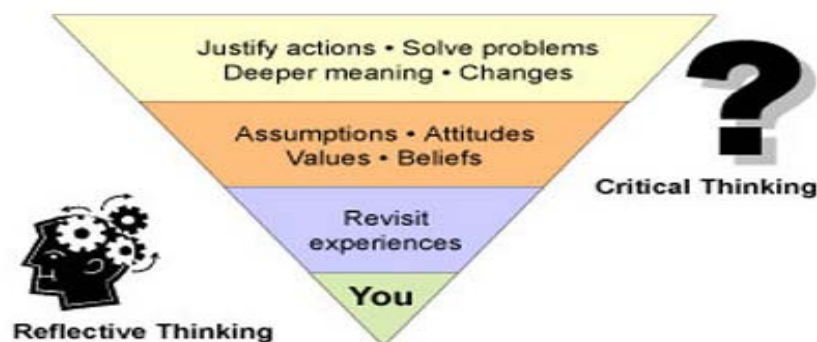 Justify actions • Solve problems
Deeper meaning • Changes
Assumptions • Attitudes
Values • Beliefs
?
Critical Thinking
Revisit
experiences
You
Reflective Thinking